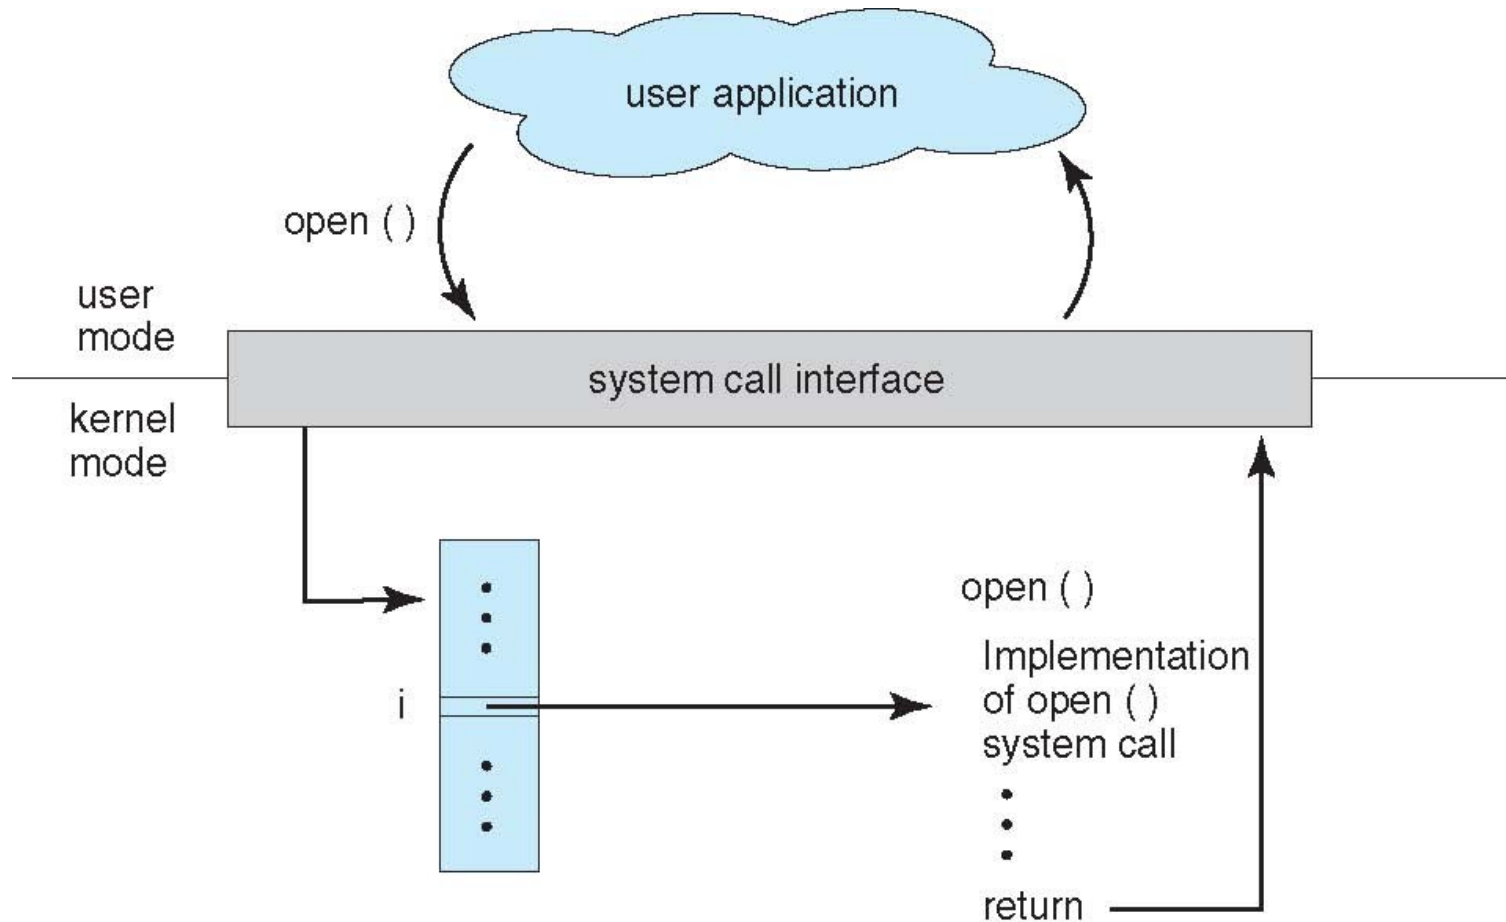 user application
open ( )
user
mode
system call interface
kernel
mode
open ( )
Implementation
of open ( )
system call
i
return